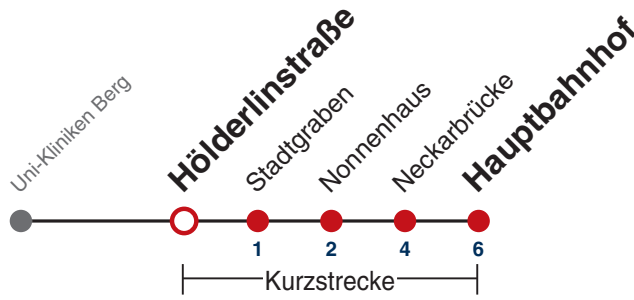 Uni-Kliniken Berg
Hölderlinstraße
Stadtgraben
Nonnenhaus
Neckarbrücke
Hauptbahnhof
1 2 4 6
Kurzstrecke